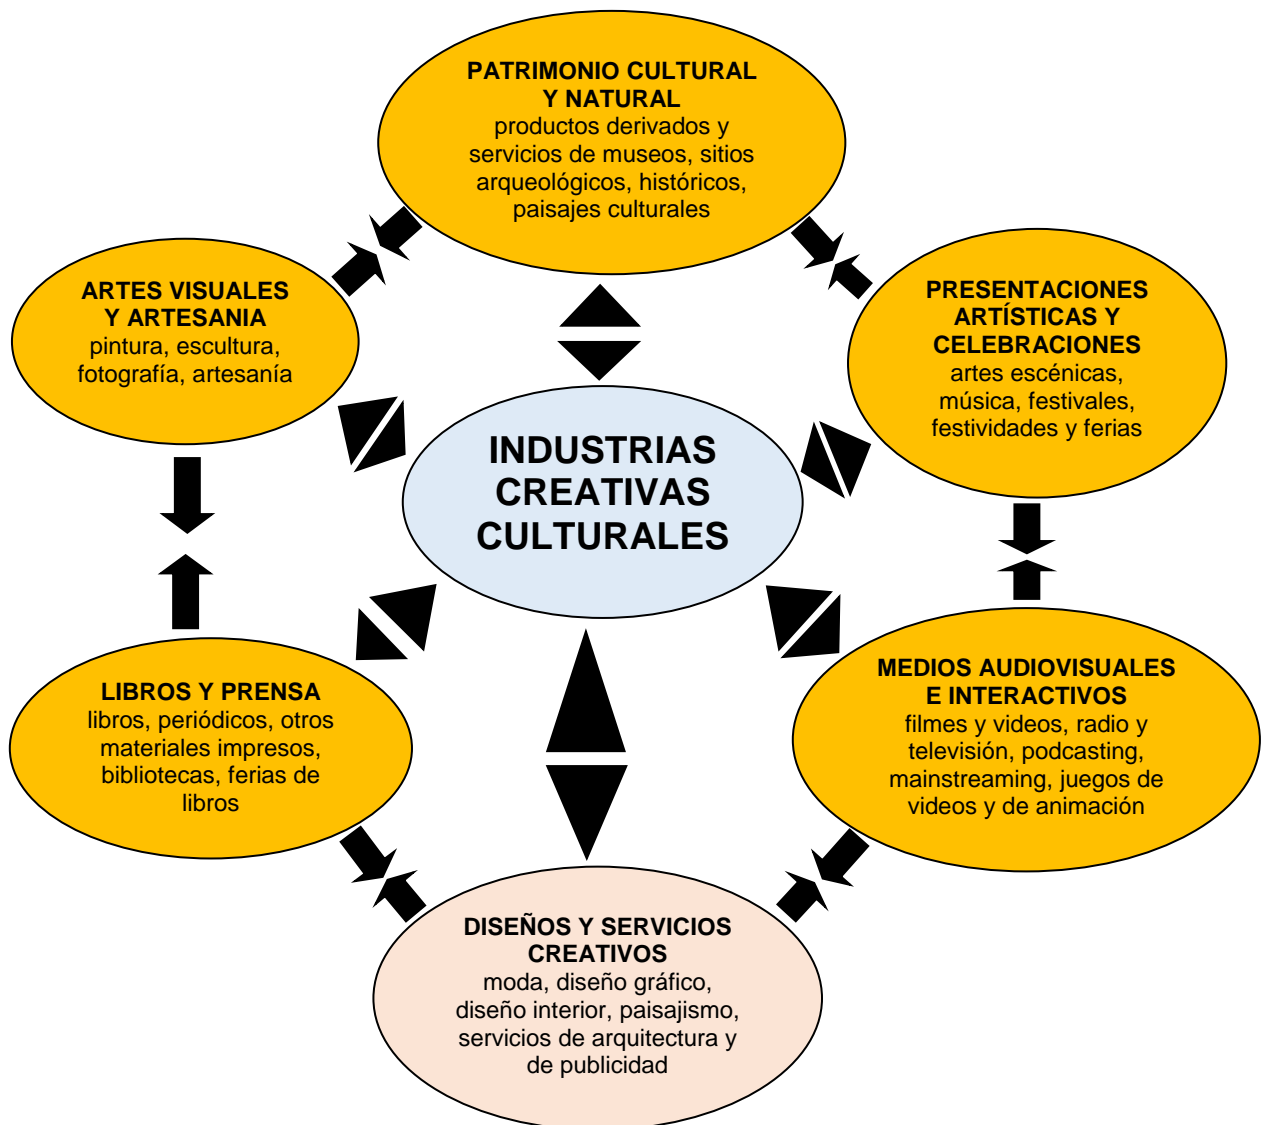 PATRIMONIO CULTURAL
Y NATURAL
productos derivados y
servicios de museos, sitios
arqueológicos, históricos,
paisajes culturales
ARTES VISUALES
Y ARTESANIA
pintura, escultura,
fotografía, artesanía
PRESENTACIONES
ARTÍSTICAS Y
CELEBRACIONES
artes escénicas,
música, festivales,
festividades y ferias
INDUSTRIAS
CREATIVAS
CULTURALES
LIBROS Y PRENSA
libros, periódicos, otros
materiales impresos,
bibliotecas, ferias de
libros
MEDIOS AUDIOVISUALES
E INTERACTIVOS
filmes y videos, radio y
televisión, podcasting,
mainstreaming, juegos de
videos y de animación
DISEÑOS Y SERVICIOS
CREATIVOS
moda, diseño gráfico,
diseño interior, paisajismo,
servicios de arquitectura y
de publicidad